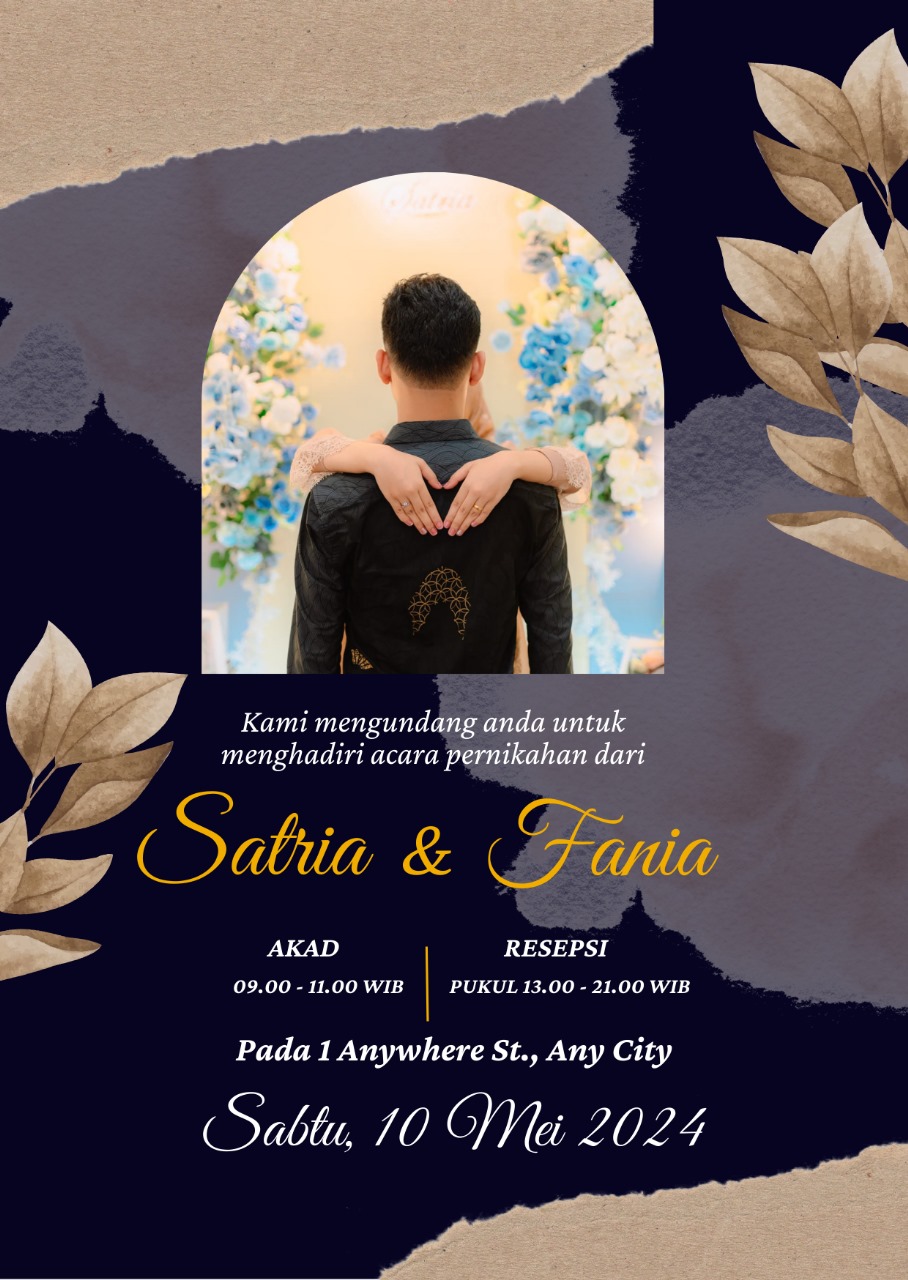 Satria
Kami mengundang anda untuk
menghadiri acara pernikahan dari
Satria & Fania
AKAD
09.00 - 11.00 WIB
RESEPSI
PUKUL 13.00 - 21.00 WIB
Pada 1 Anywhere St., Any City
Sabtu, 10 Mei 2024